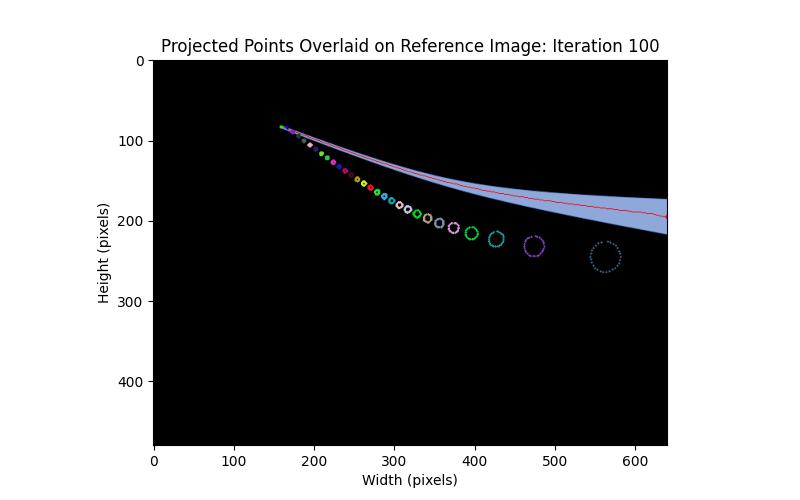 Projected Points Overlaid on Reference Image: Iteration 100
0
100
200
300
400
Height (pixels)
0 100 200 300 400 500 600
Width (pixels)